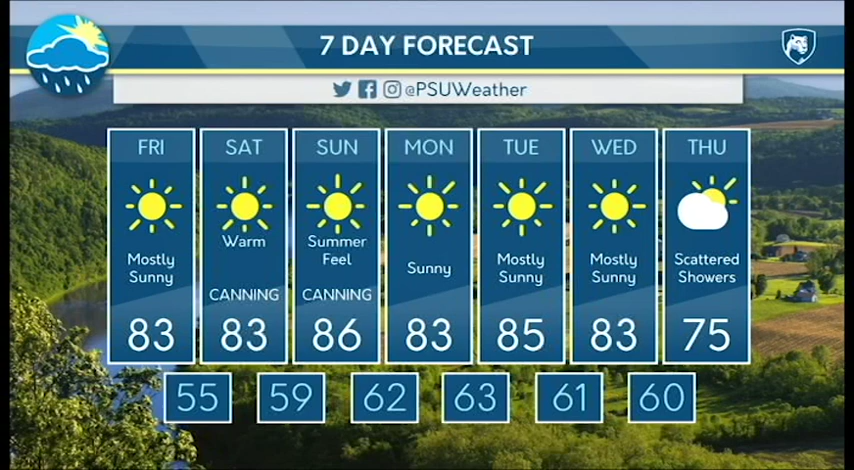 7 DAY FORECAST
@PSUWeather
FRI
Mostly
Sunny
83
SAT
Warm
CANNING
83
SUN
Summer
Feel
CANNING
86
MON
Sunny
83
TUE
Mostly
Sunny
85
WED
Mostly
Sunny
83
THU
Scattered
Showers
75
55
59
62
63
61
60